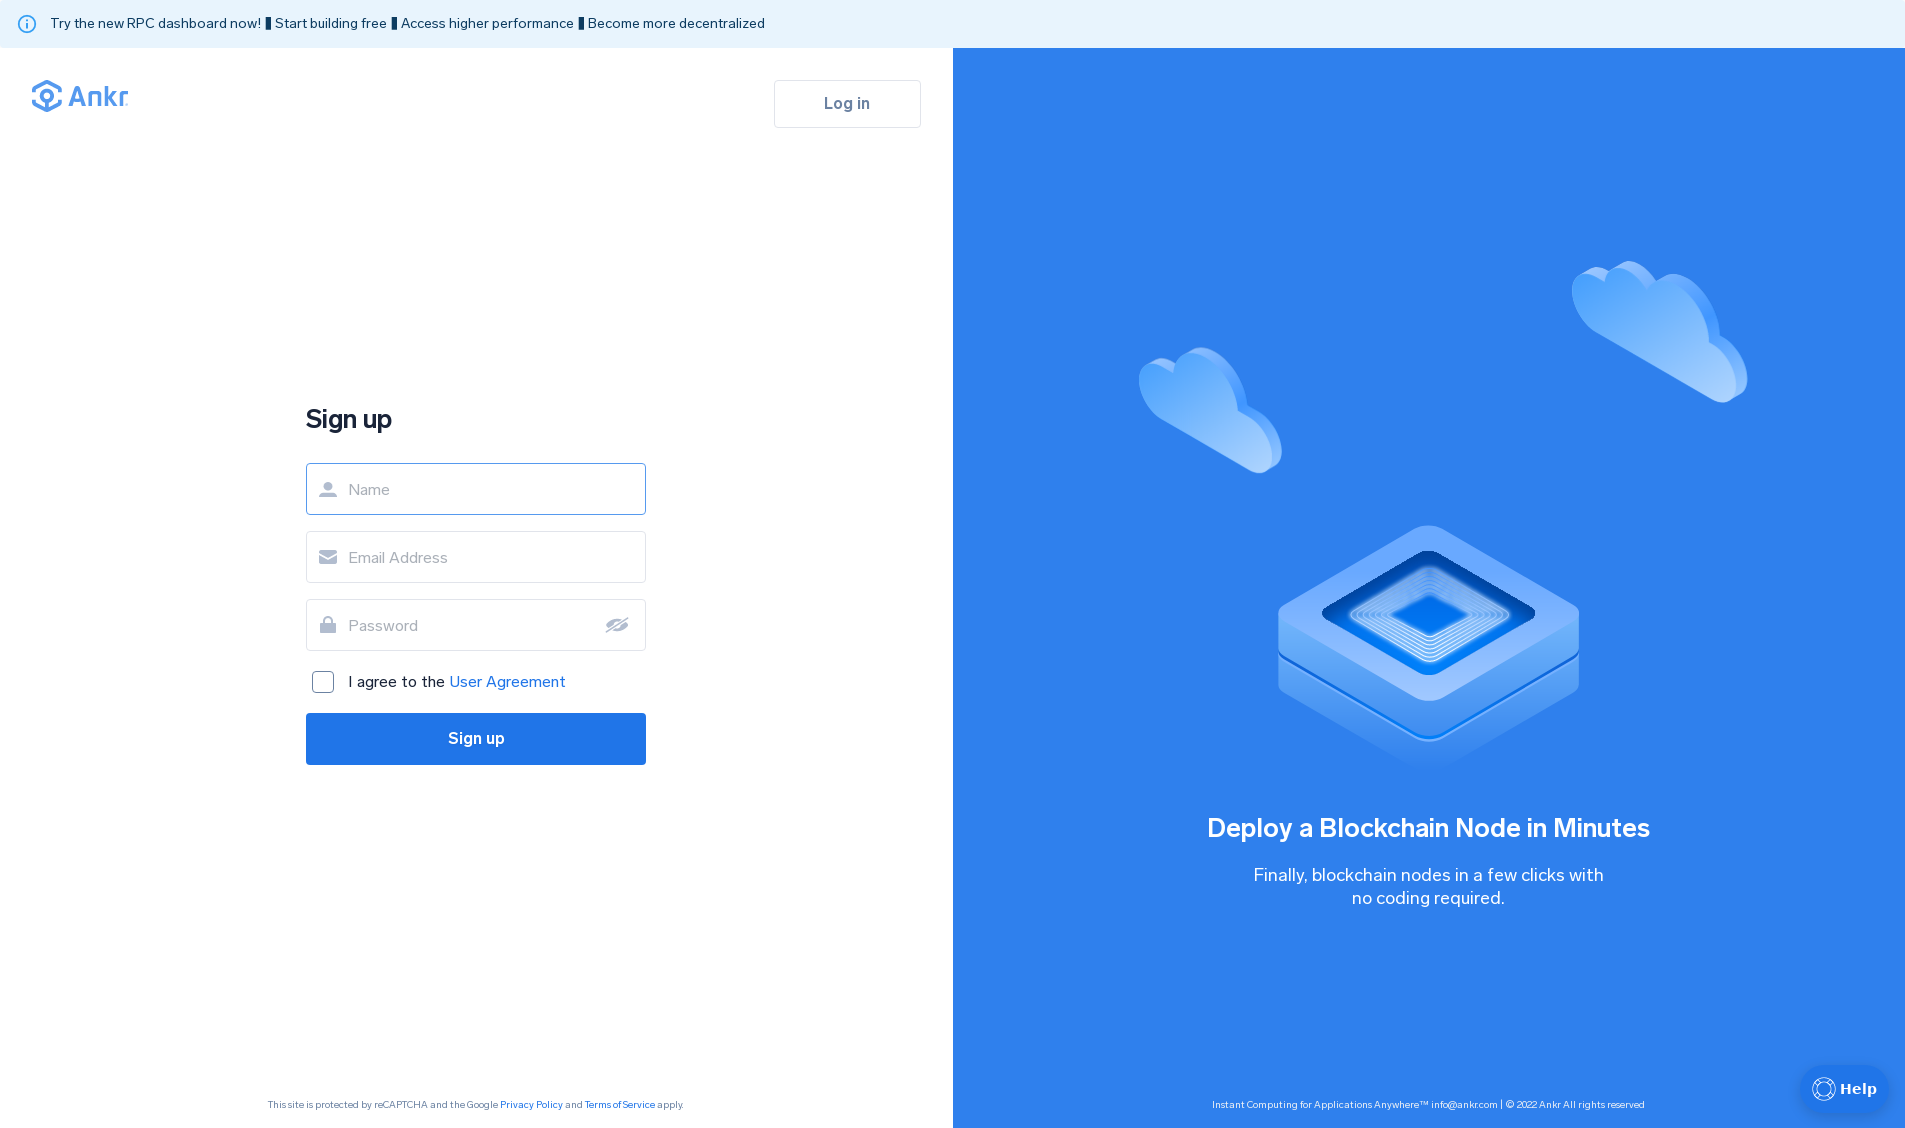 Try the new RPC dashboard now! ▮ Start building free ▮ Access higher performance ▮ Become more decentralized
Ankr.
Log in
Sign up
Name
Email Address
Password
I agree to the User Agreement
Sign up
This site is protected by reCAPTCHA and the Google Privacy Policy and Terms of Service apply.
Deploy a Blockchain Node in Minutes
Finally, blockchain nodes in a few clicks with
no coding required.
Instant Computing for Applications Anywhere™ info@ankr.com | © 2022 Ankr All rights reserved
Help